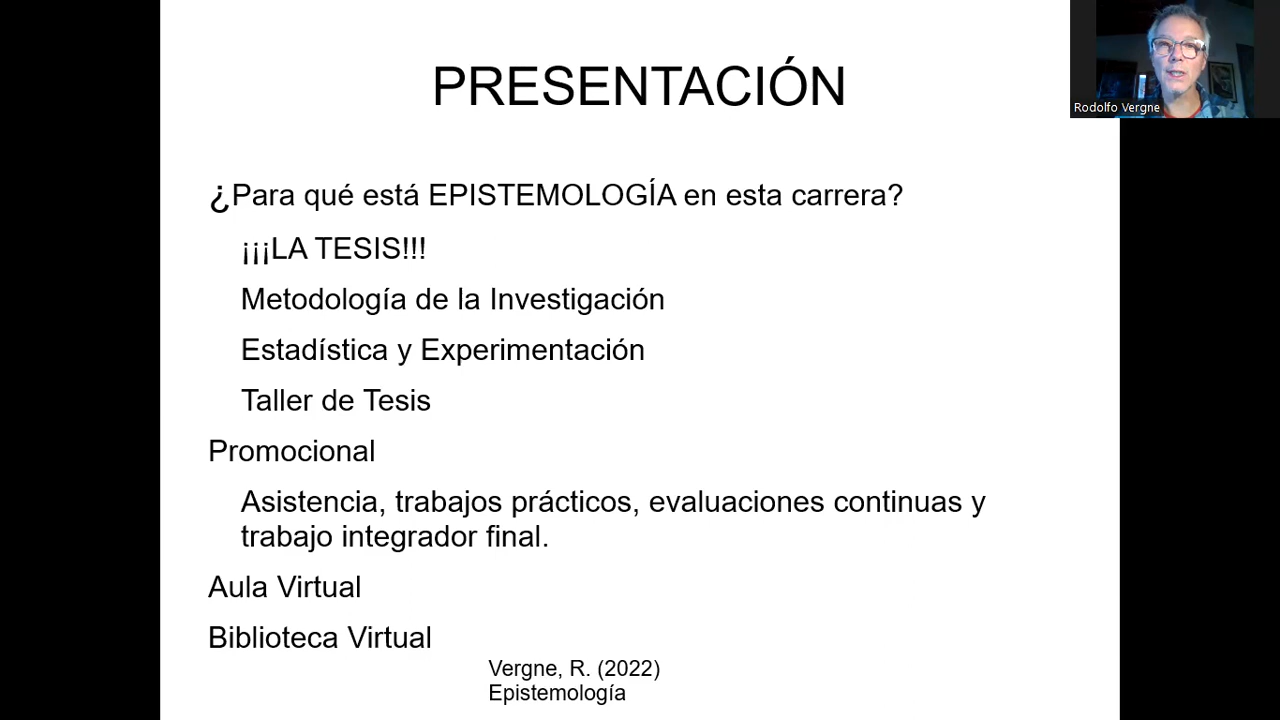 PRESENTACIÓN
Rodolfo Vergne
¿Para qué está EPISTEMOLOGÍA en esta carrera?
¡¡¡LA TESIS!!!
Metodología de la Investigación
Estadística y Experimentación
Taller de Tesis
Promocional
Asistencia, trabajos prácticos, evaluaciones continuas y
trabajo integrador final.
Aula Virtual
Biblioteca Virtual
Vergne, R. (2022)
Epistemología